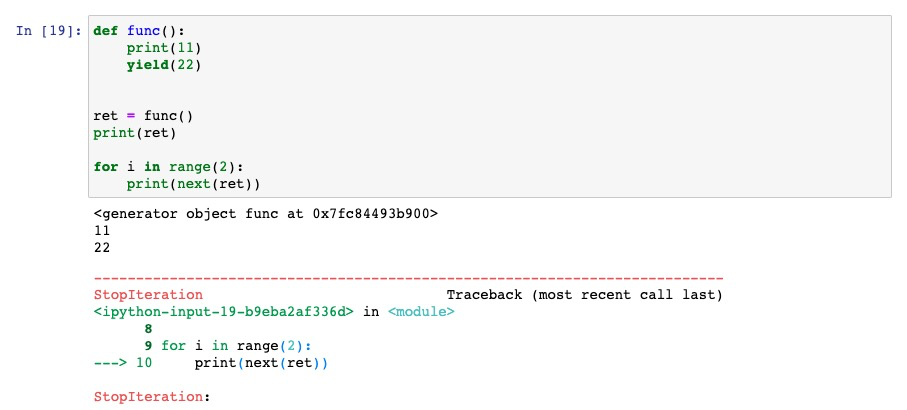 In [19]: def func():
    print(11)
    yield(22)
ret = func()
print(ret)
for i in range(2):
    print(next(ret))
<generator object func at 0x7fc84493b900>
11
22
---------------------------------------------------------------------------
StopIteration                             Traceback (most recent call last)
<ipython-input-19-b9eba2af336d> in <module>
      8
      9 for i in range(2):
---> 10     print(next(ret))
StopIteration: